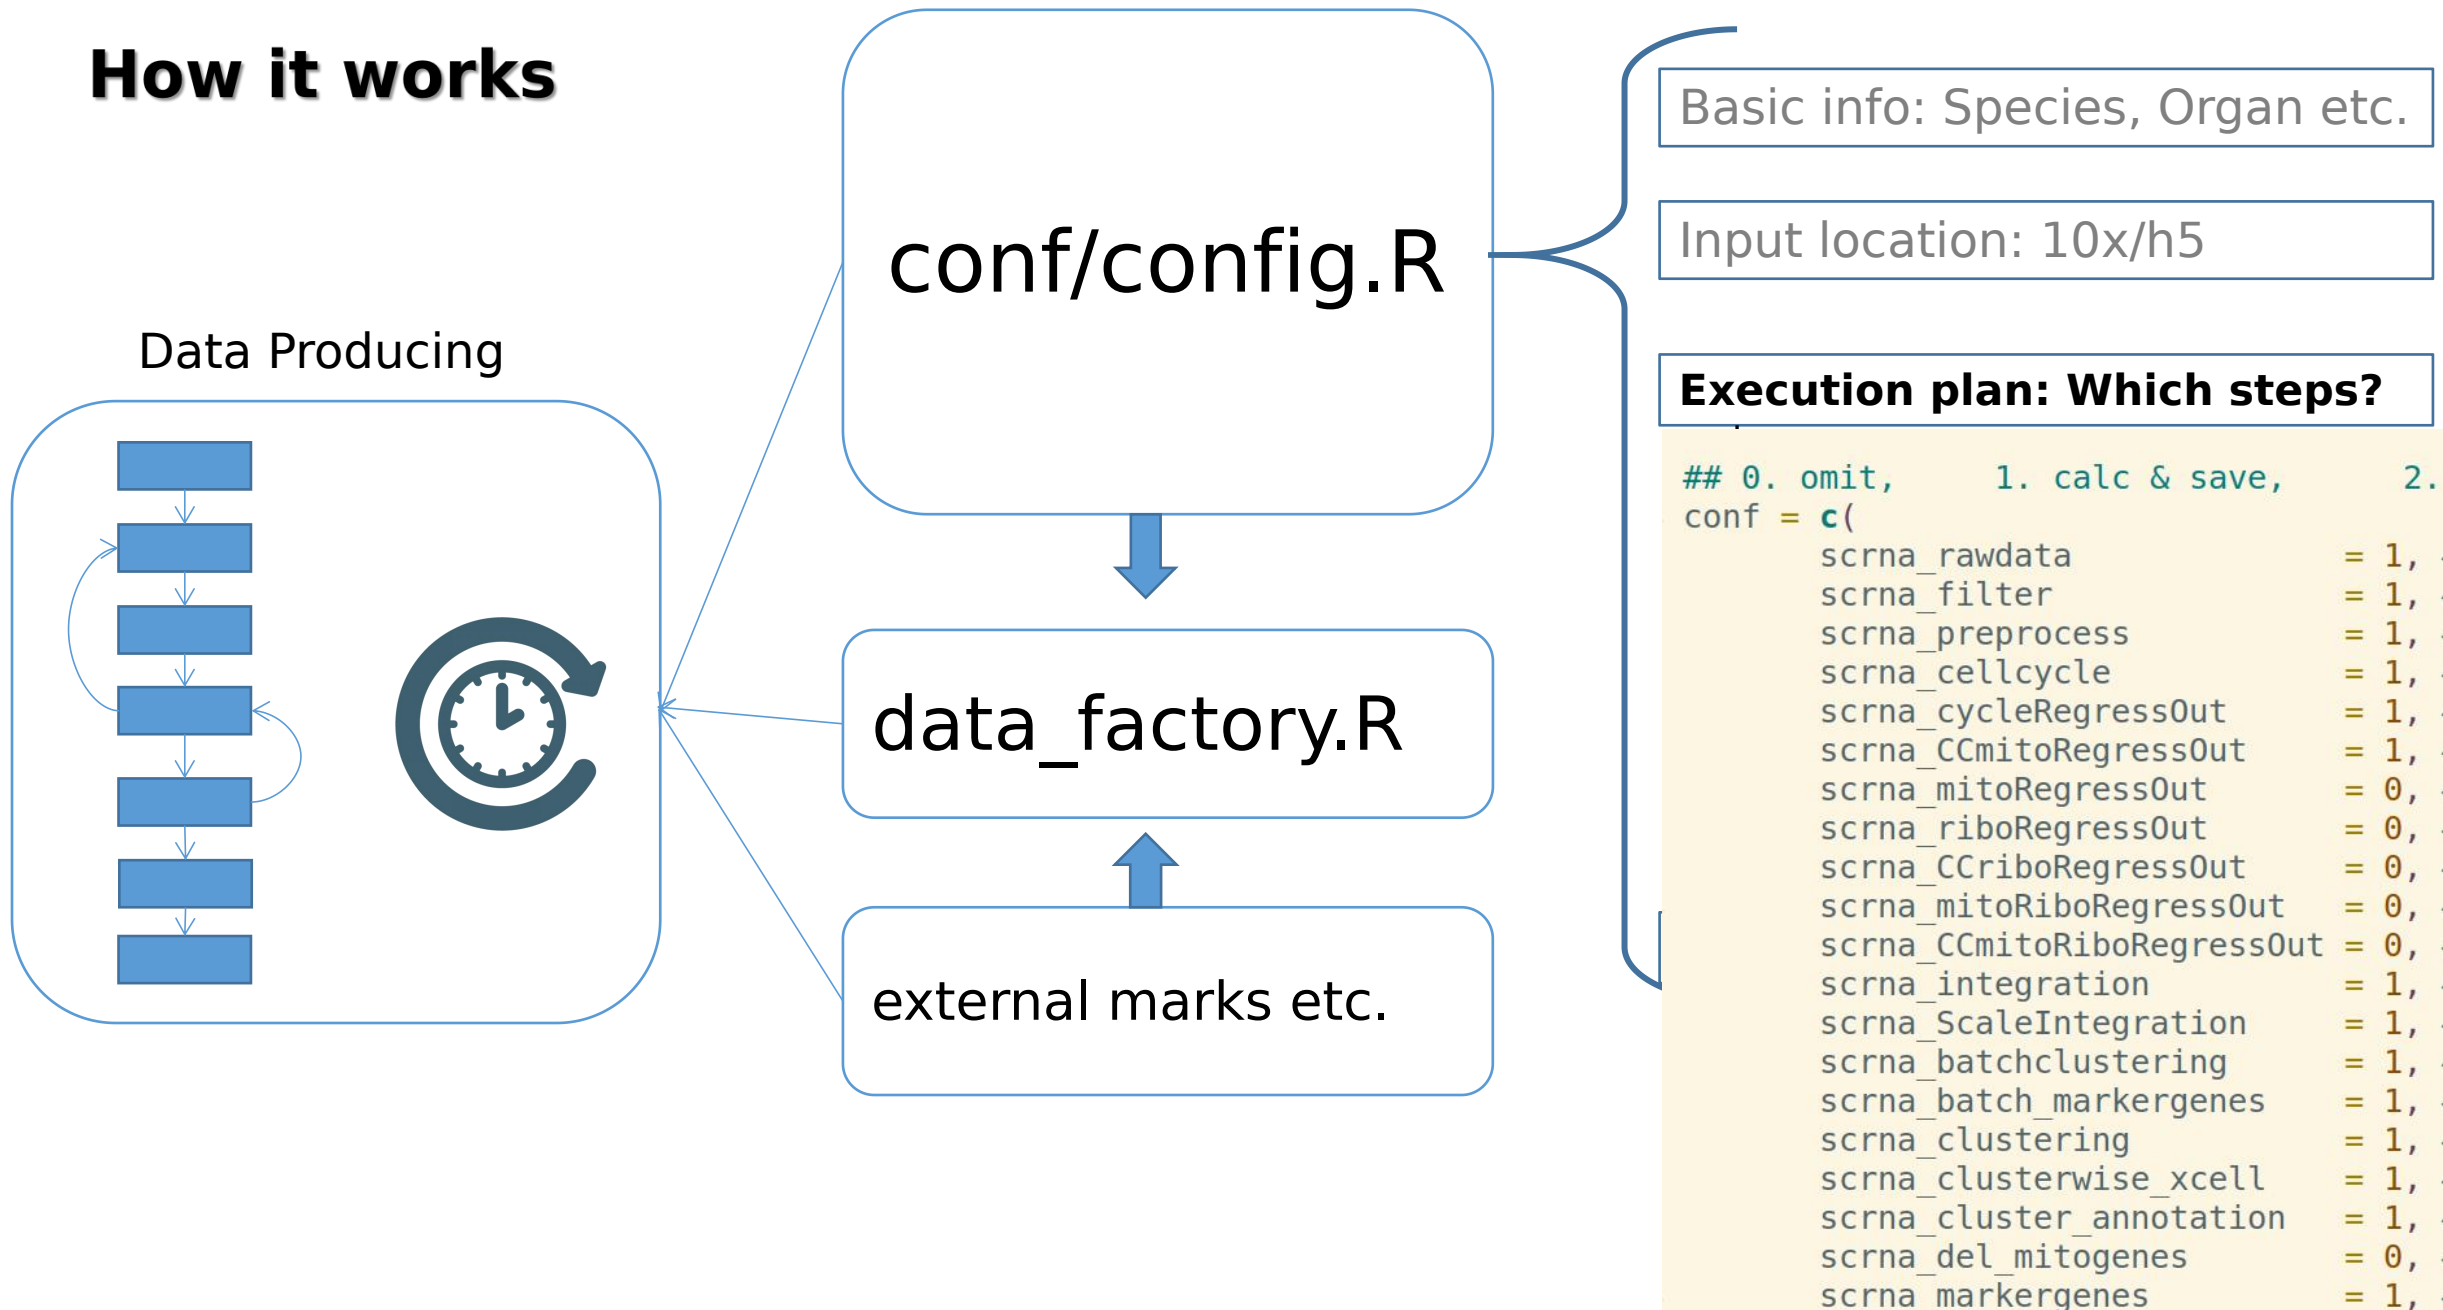 How it works
Data Producing
conf/config.R
data_factory.R
external marks etc.
Basic info: Species, Organ etc.
Input location: 10x/h5
Execution plan: Which steps?
## 0. omit,     1. calc & save,      2.
conf = c(
scrna_rawdata = 1,
scrna_filter = 1,
scrna_preprocess = 1,
scrna_cellcycle = 1,
scrna_cycleRegressOut = 1,
scrna_CCmitoRegressOut = 1,
scrna_mitoRegressOut = 0,
scrna_riboRegressOut = 0,
scrna_CCriboRegressOut = 0,
scrna_mitoRiboRegressOut = 0,
scrna_CCmitoRiboRegressOut = 0,
scrna_integration = 1,
scrna_ScaleIntegration = 1,
scrna_batchclustering = 1,
scrna_batch_markergenes = 1,
scrna_clustering = 1,
scrna_clusterwise_xcell = 1,
scrna_cluster_annotation = 1,
scrna_del_mitogenes = 0,
scrna_markergenes = 1,